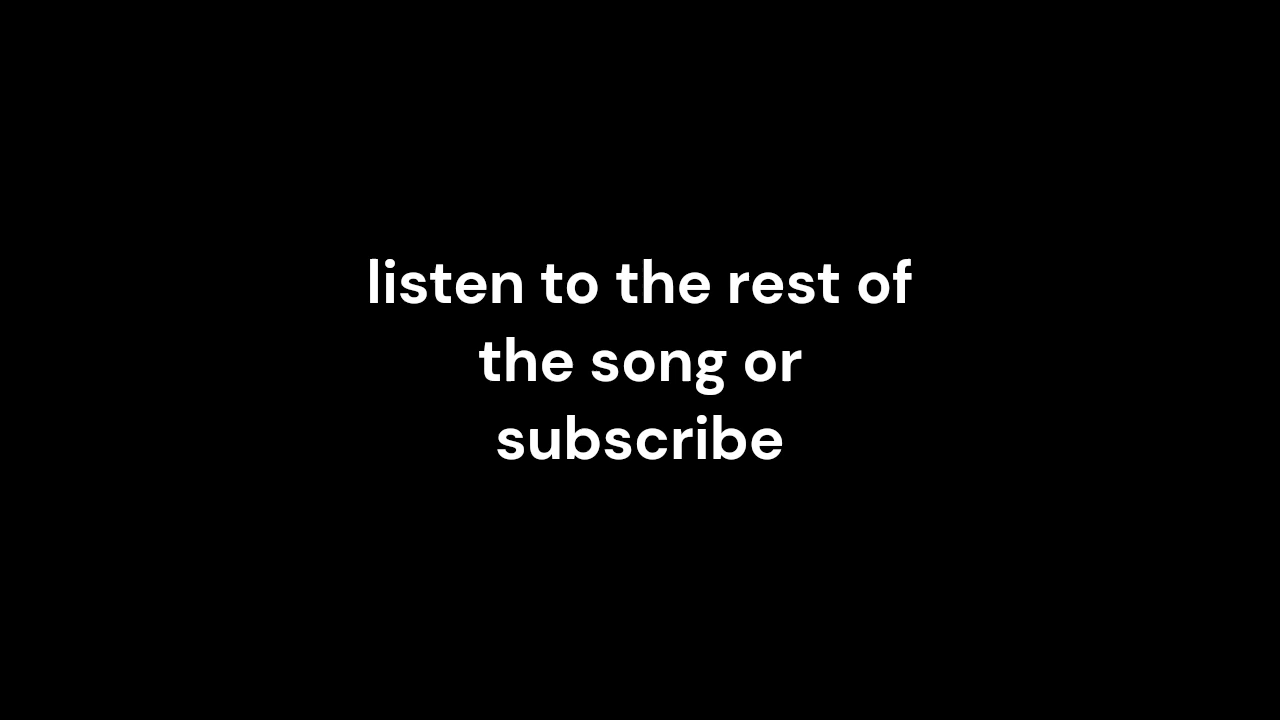 listen to the rest of
the song or
subscribe